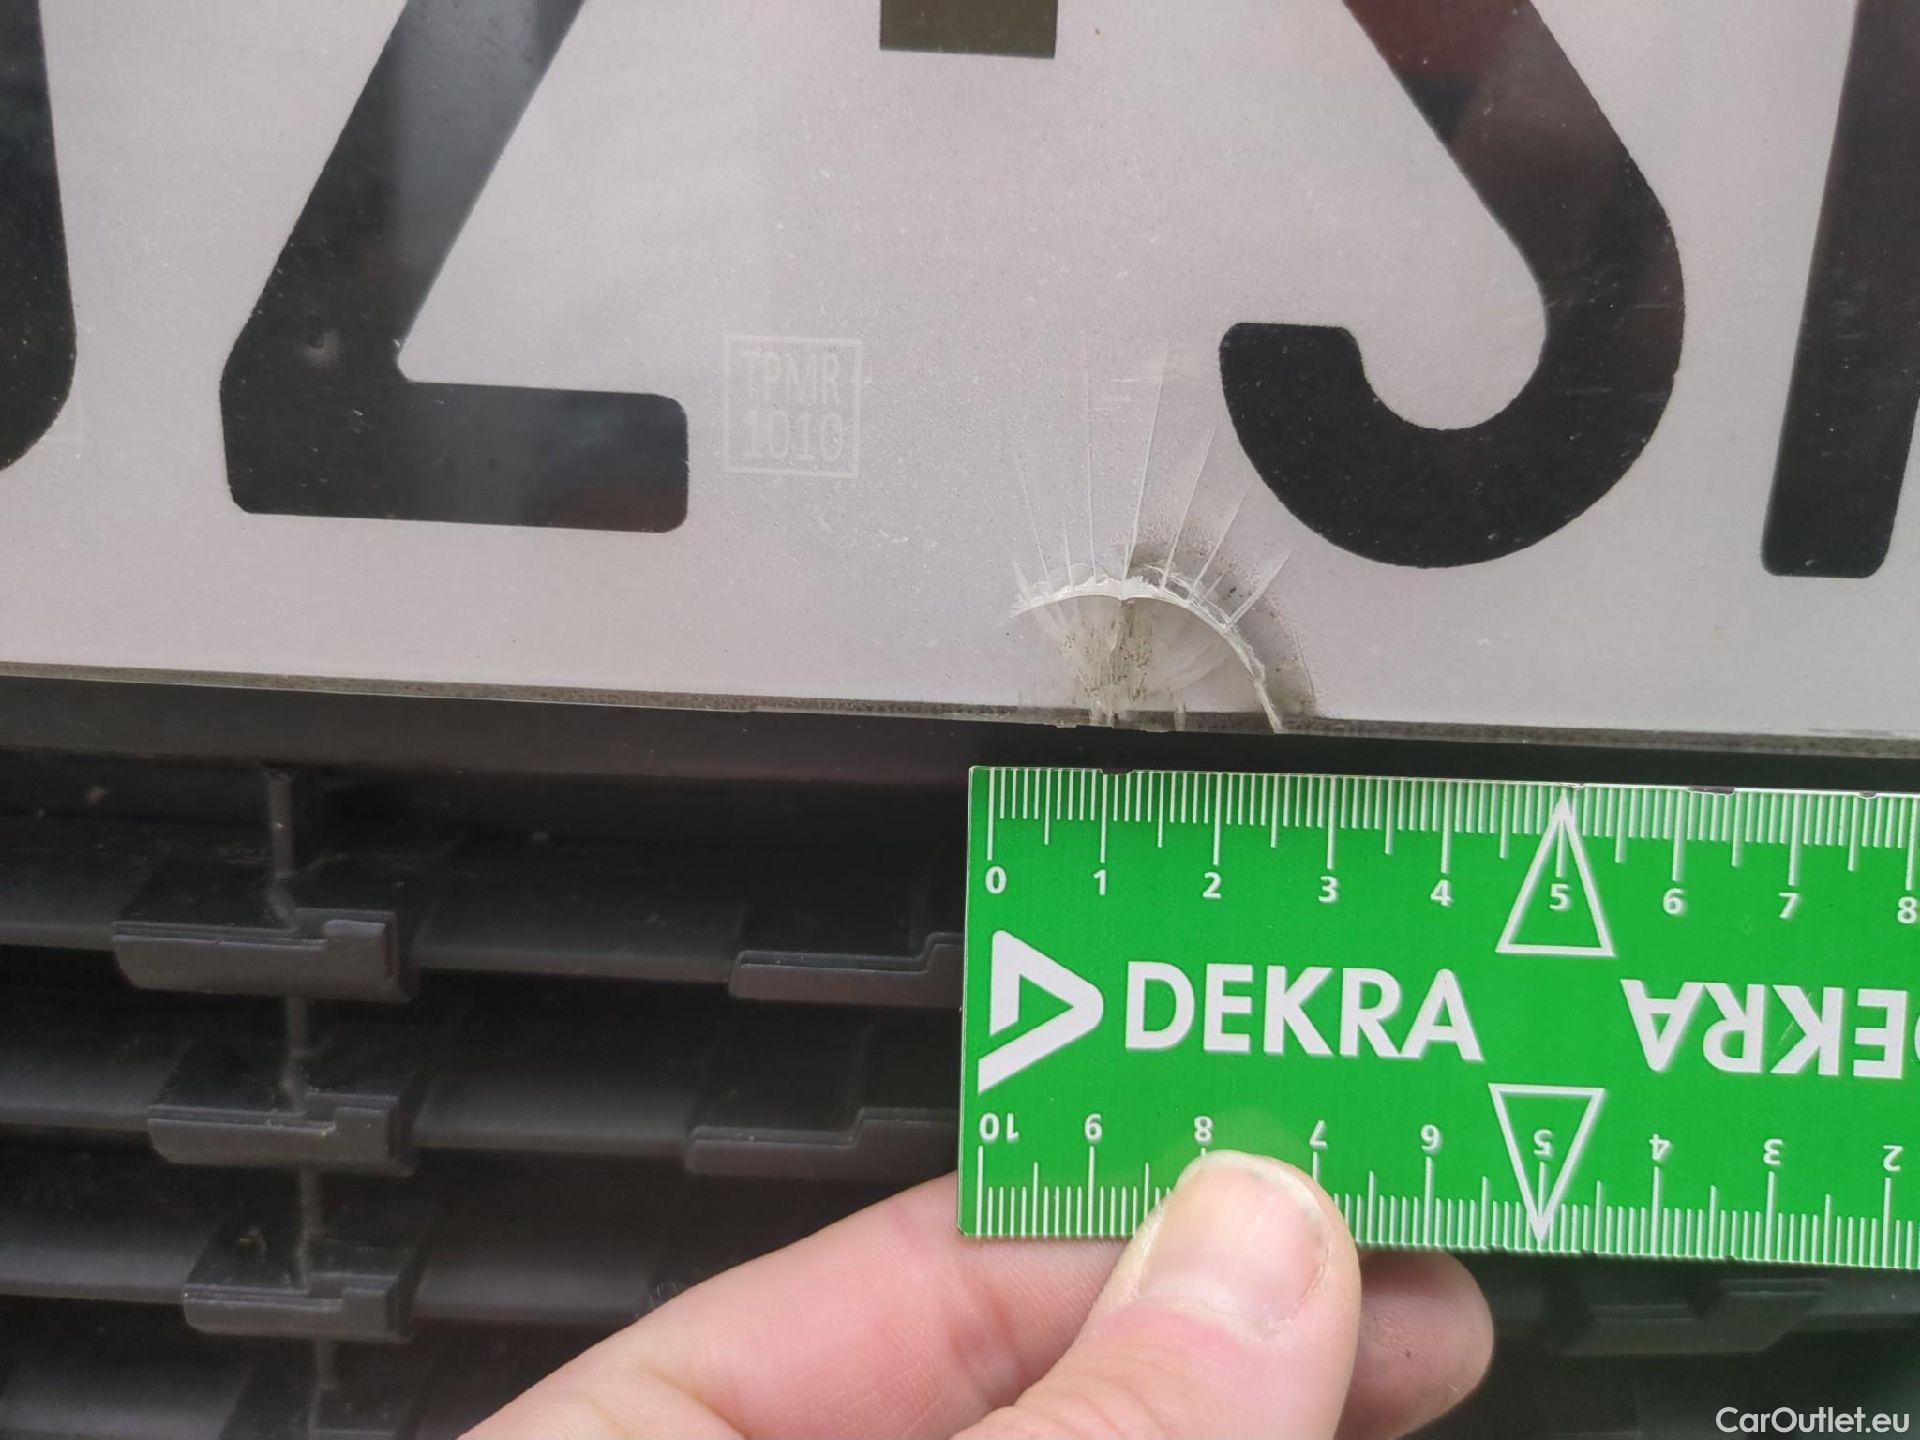 Z S
TPMR
1010
0 1 2 3 4 5 6 7 8
DEKRA DEKRA
10 9 8 7 6 5 4 3 2
CarOutlet.eu